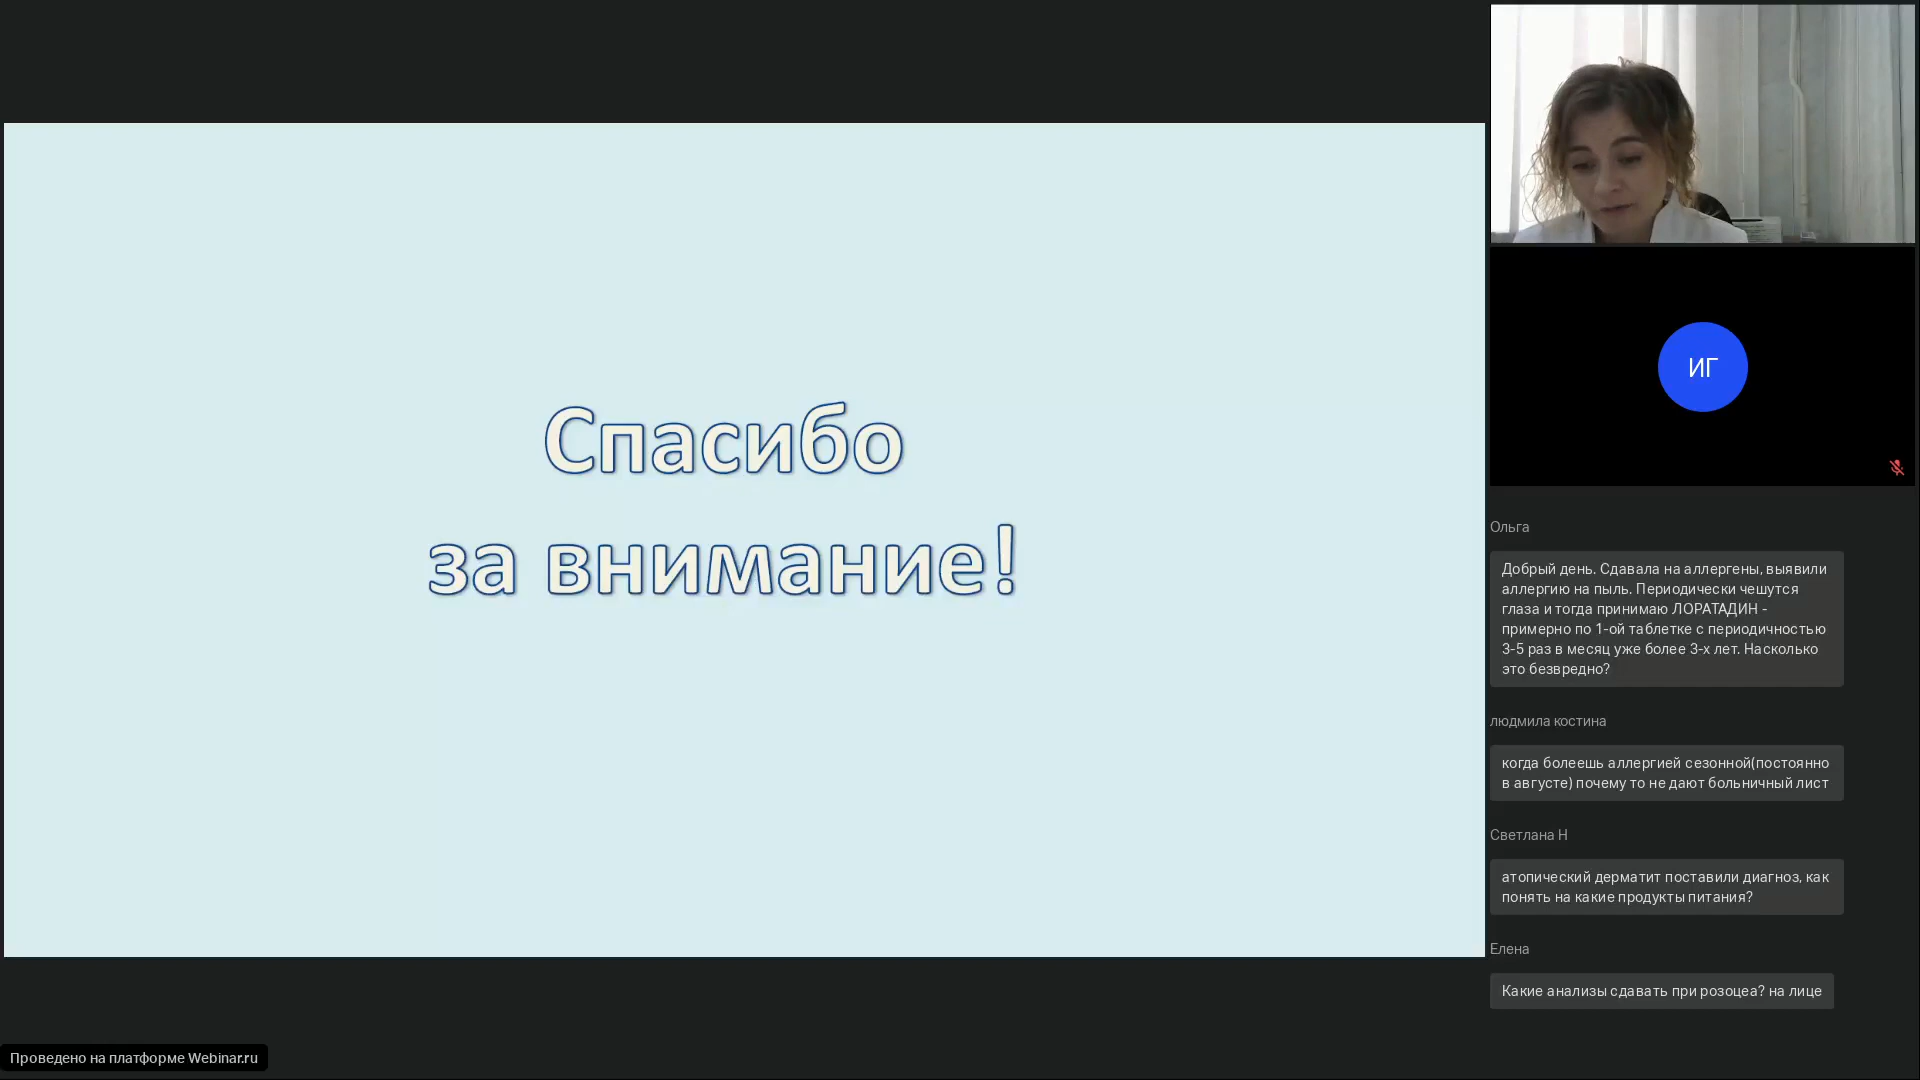 Спасибо
за внимание!
ИГ
Ольга
Добрый день. Сдавала на аллергены, выявили
аллергию на пыль. Периодически чешутся
глаза и тогда принимаю ЛОРАТАДИН -
примерно по 1-ой таблетке с периодичностью
3-5 раз в месяц уже более 3-х лет. Насколько
это безвредно?
людмила костина
когда болеешь аллергией сезонной(постоянно
в августе) почему то не дают больничный лист
Светлана Н
атопический дерматит поставили диагноз, как
понять на какие продукты питания?
Елена
Какие анализы сдавать при розоцеа? на лице
Проведено на платформе Webinar.ru